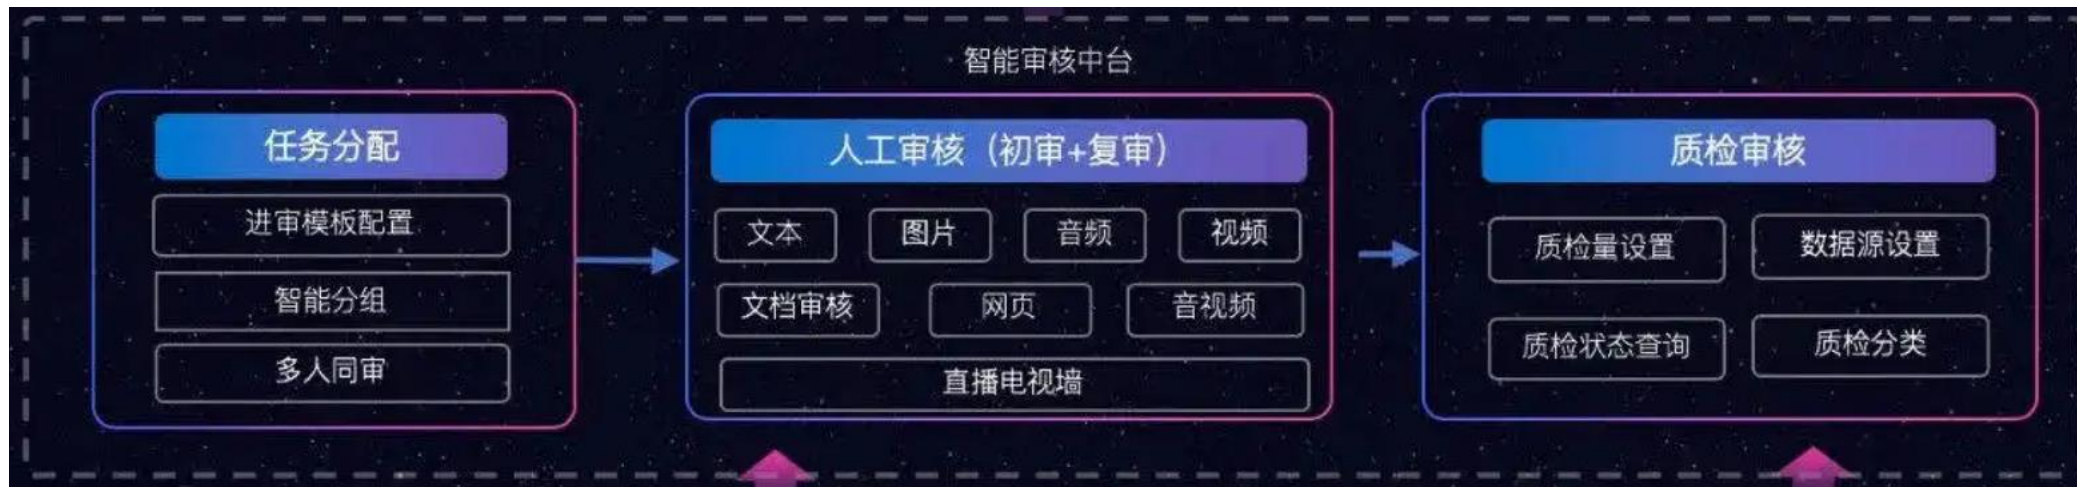 智能审核中台
任务分配
进审模板配置
智能分组
多人同审
人工审核（初审+复审）
文本 图片 音频 视频
文档审核 网页 音视频
直播电视墙
质检审核
质检量设置 数据源设置
质检状态查询 质检分类